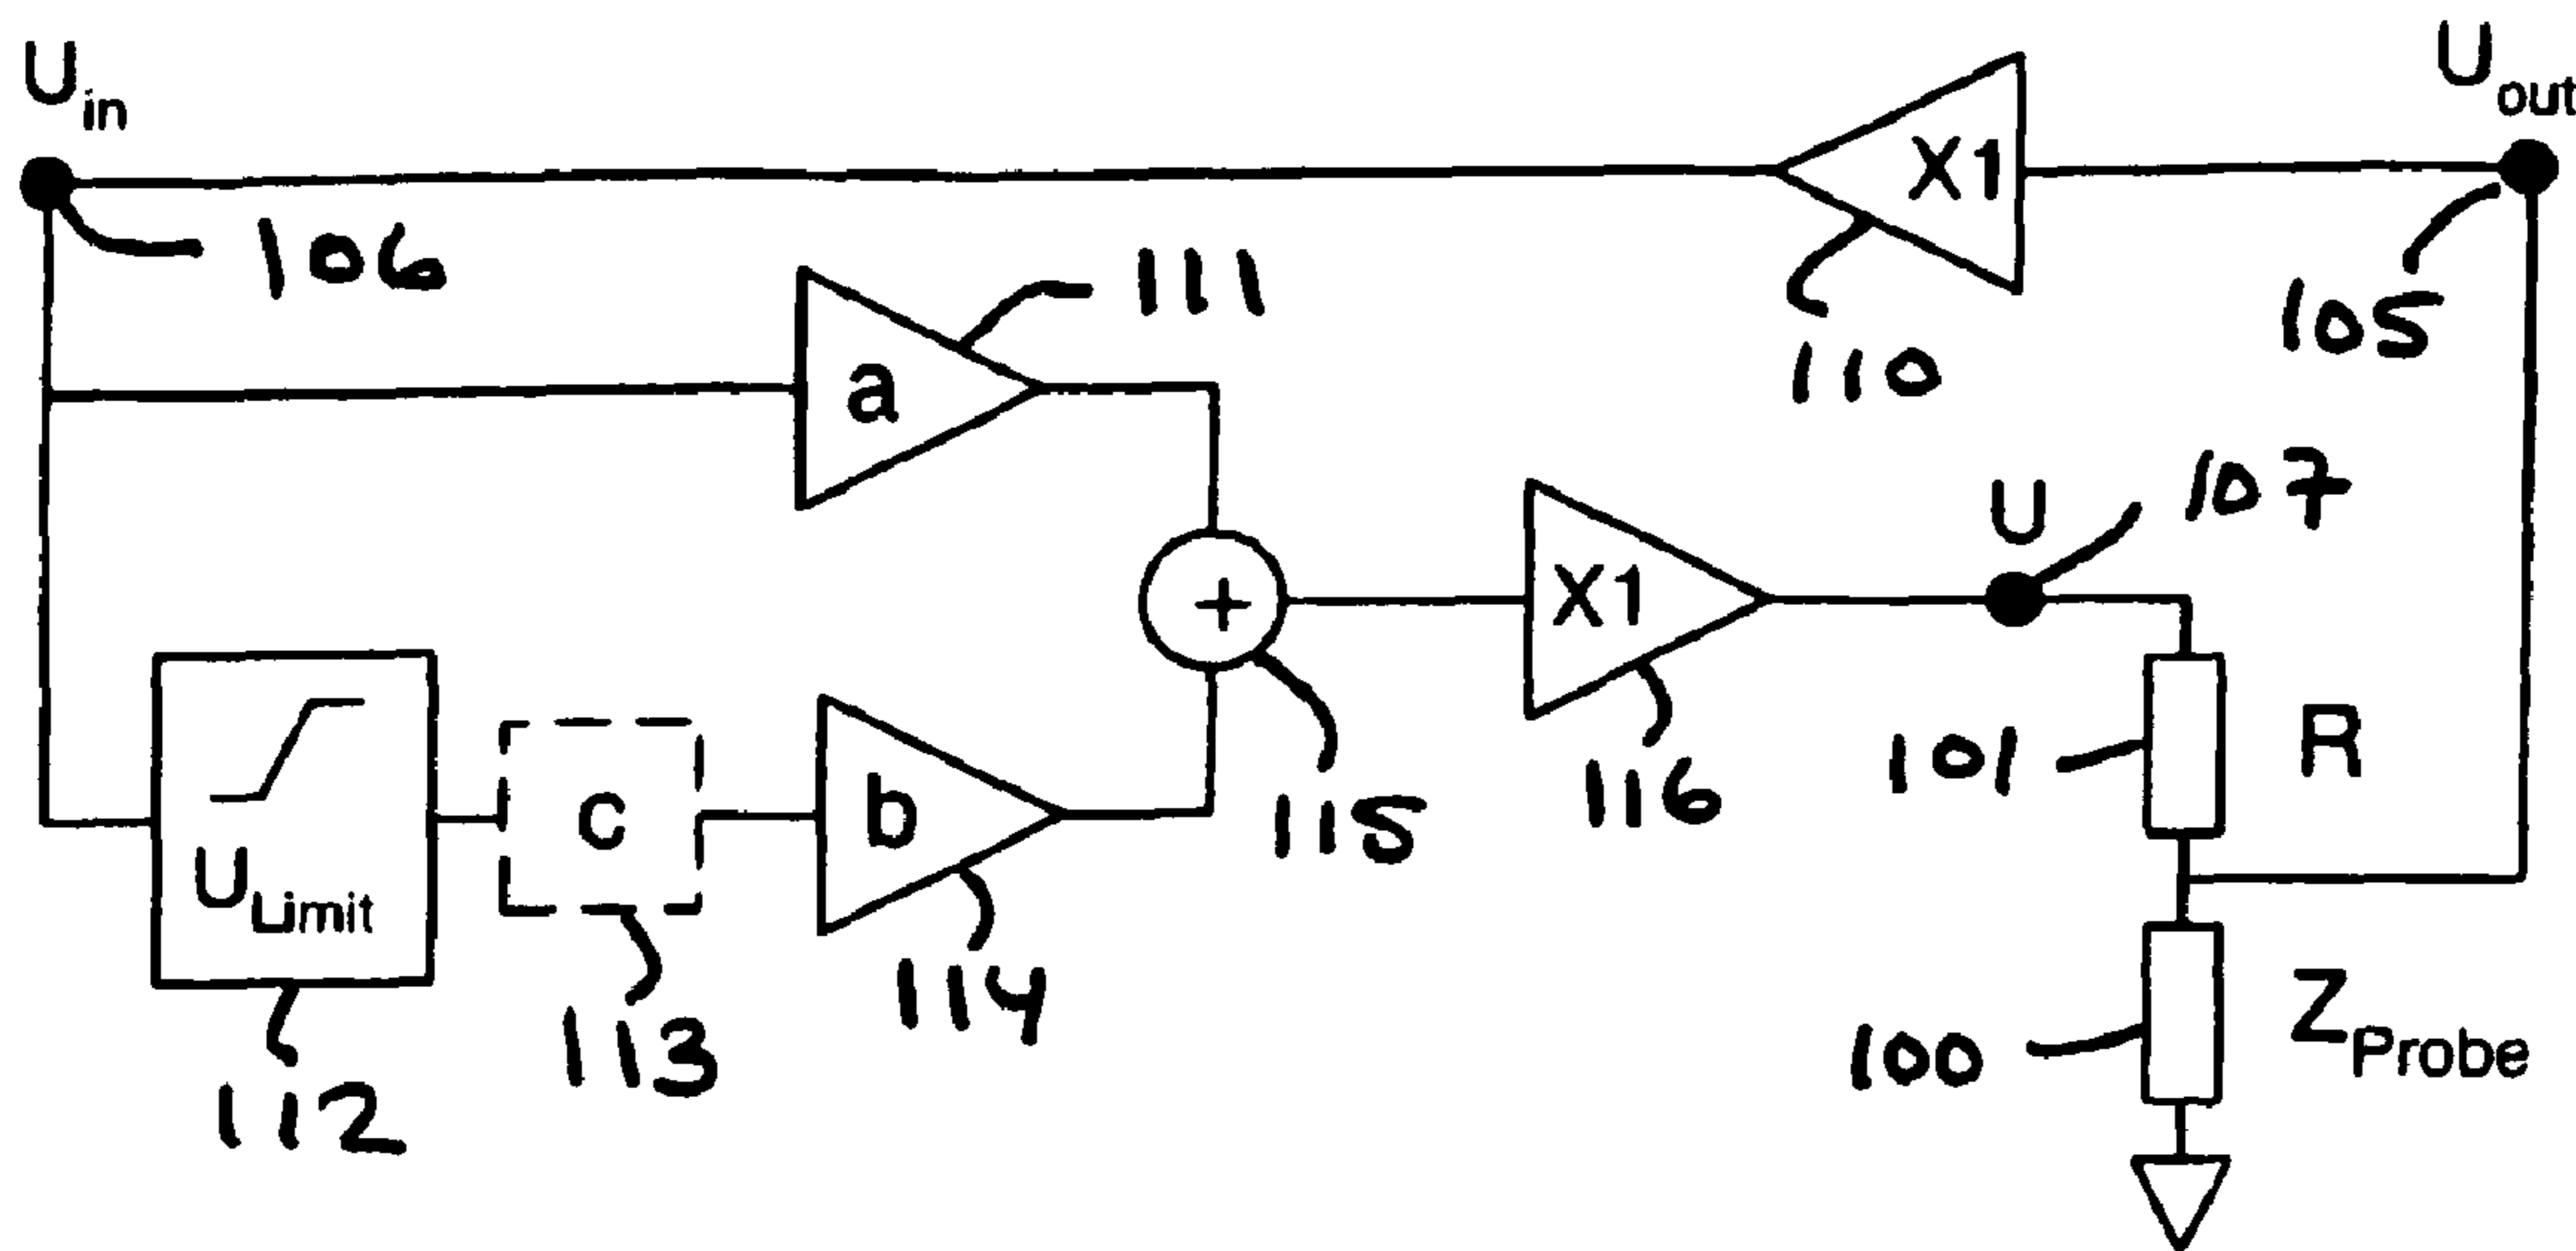 U_in
U_out
X1
106
111
110
105
a
107
U
X1
+
R
c
b
101
116
115
U_Limit
114
100
Z_Probe
113
112